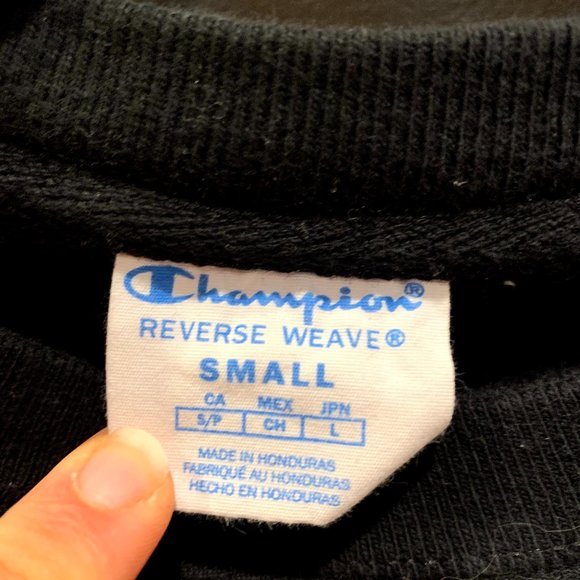 Champion®
REVERSE WEAVE®
SMALL
CA MEX JPN
S/P CH L
MADE IN HONDURAS
FABRIQUÉ AU HONDURAS
HECHO EN HONDURAS